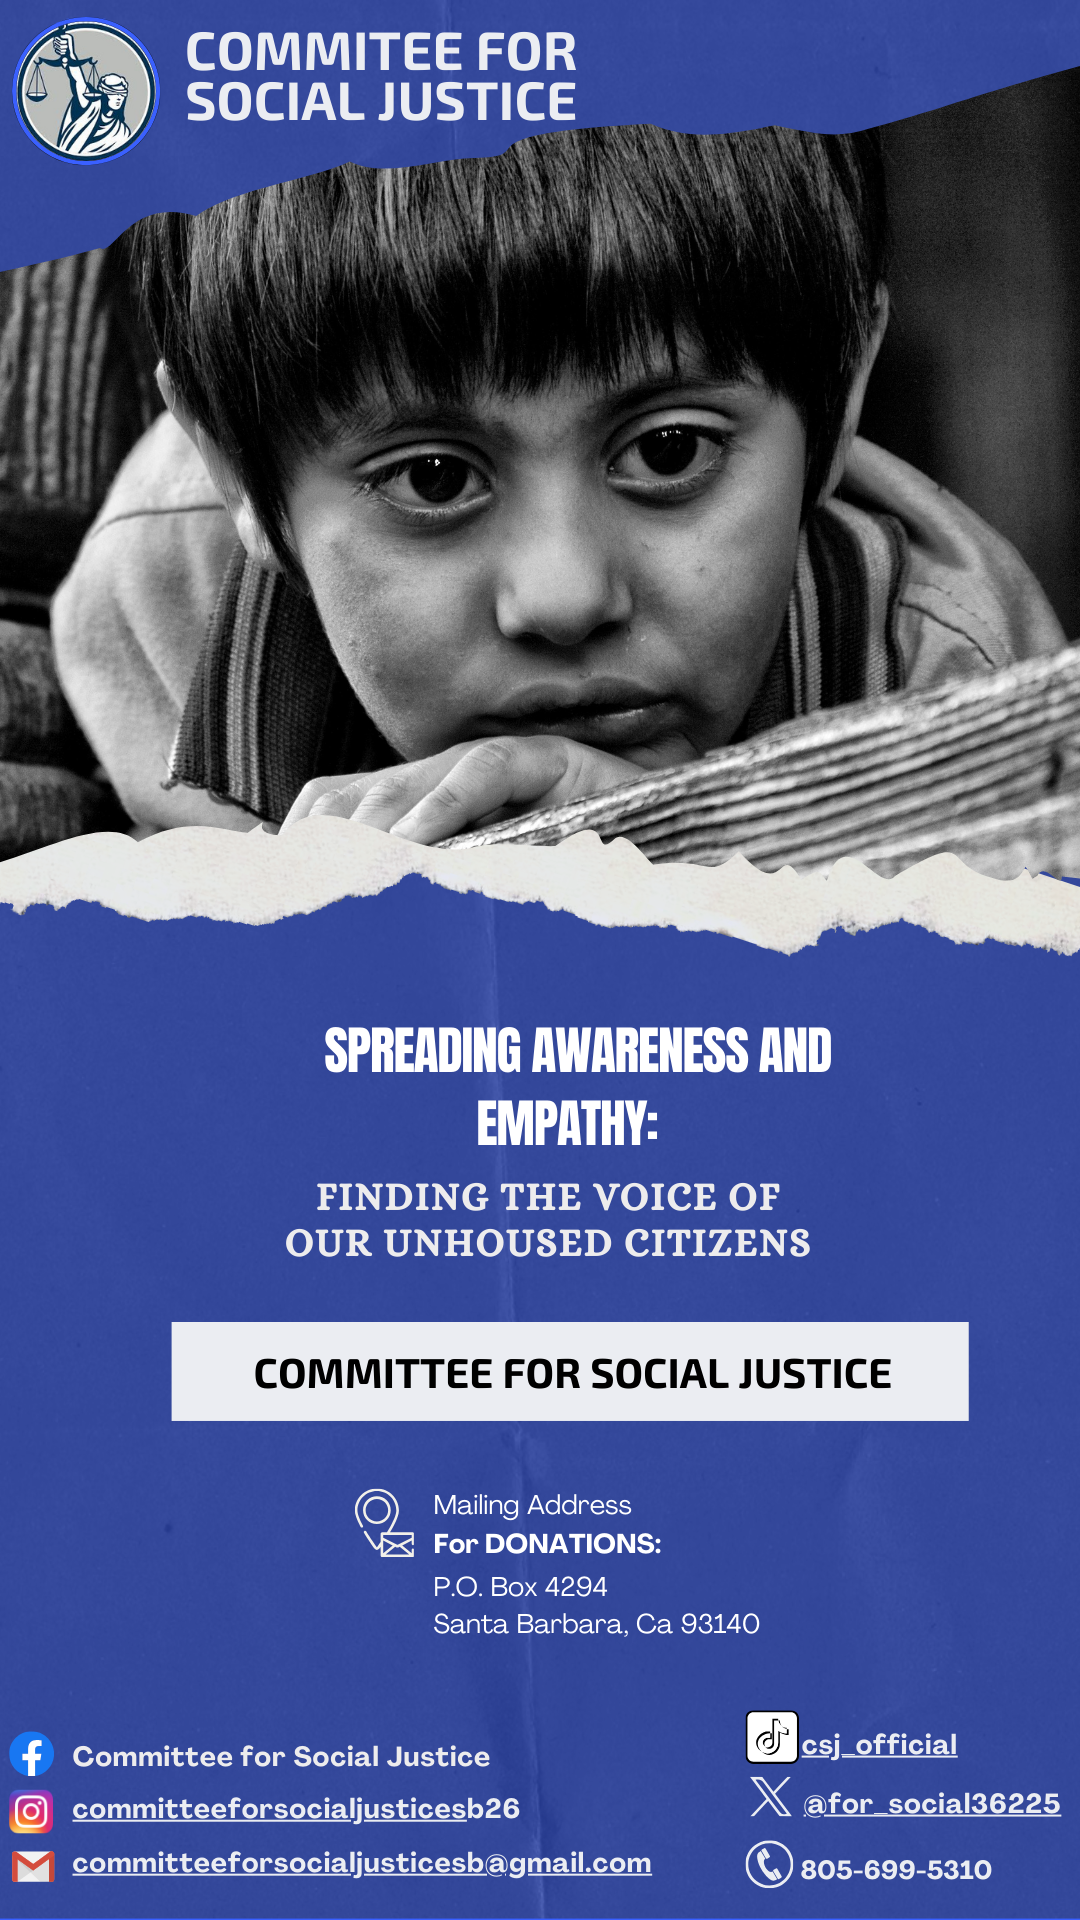 COMMITEE FOR
SOCIAL JUSTICE
SPREADING AWARENESS AND
EMPATHY:
FINDING THE VOICE OF
OUR UNHOUSED CITIZENS
COMMITTEE FOR SOCIAL JUSTICE
Mailing Address
For DONATIONS:
P.O. Box 4294
Santa Barbara, Ca 93140
Committee for Social Justice
committeeforsocialjusticesb26
committeeforsocialjusticesb@gmail.com
csj_official
@for_social36225
805-699-5310